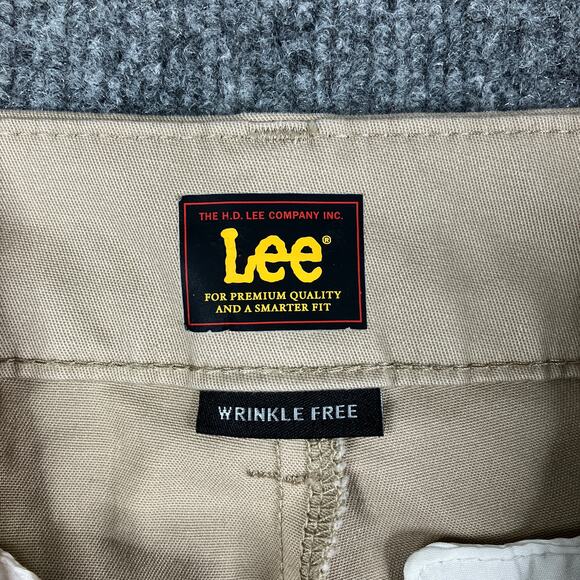 THE H.D. LEE COMPANY INC.
Lee®
FOR PREMIUM QUALITY
AND A SMARTER FIT
WRINKLE FREE